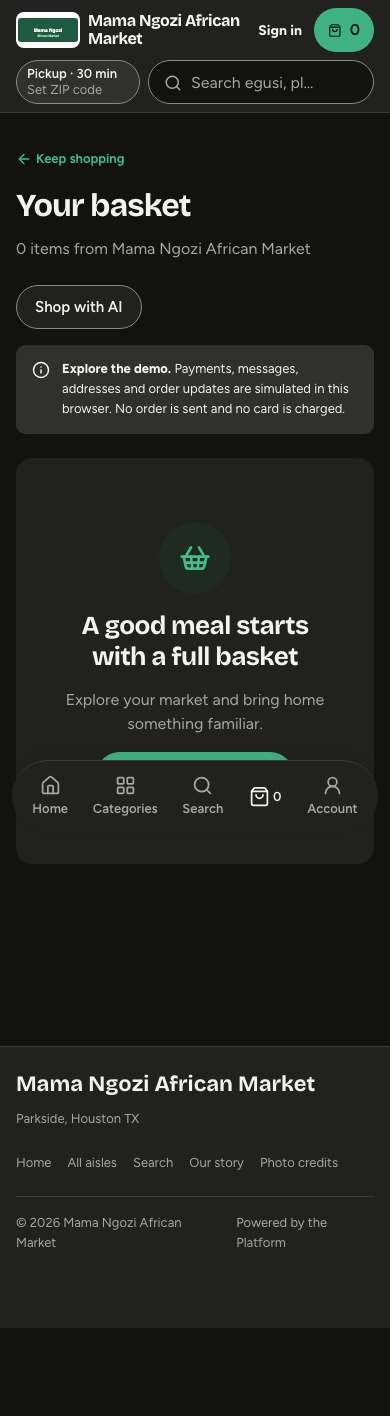 Mama Ngozi
African Market
Mama Ngozi African
Market
Sign in
0
Pickup · 30 min
Set ZIP code
Search egusi, pl...
Keep shopping
Your basket
0 items from Mama Ngozi African Market
Shop with AI
Explore the demo. Payments, messages,
addresses and order updates are simulated in this
browser. No order is sent and no card is charged.
A good meal starts
with a full basket
Explore your market and bring home
something familiar.
Home
Categories
Search
0
Account
Mama Ngozi African Market
Parkside, Houston TX
Home All aisles Search Our story Photo credits
© 2026 Mama Ngozi African
Market
Powered by the
Platform